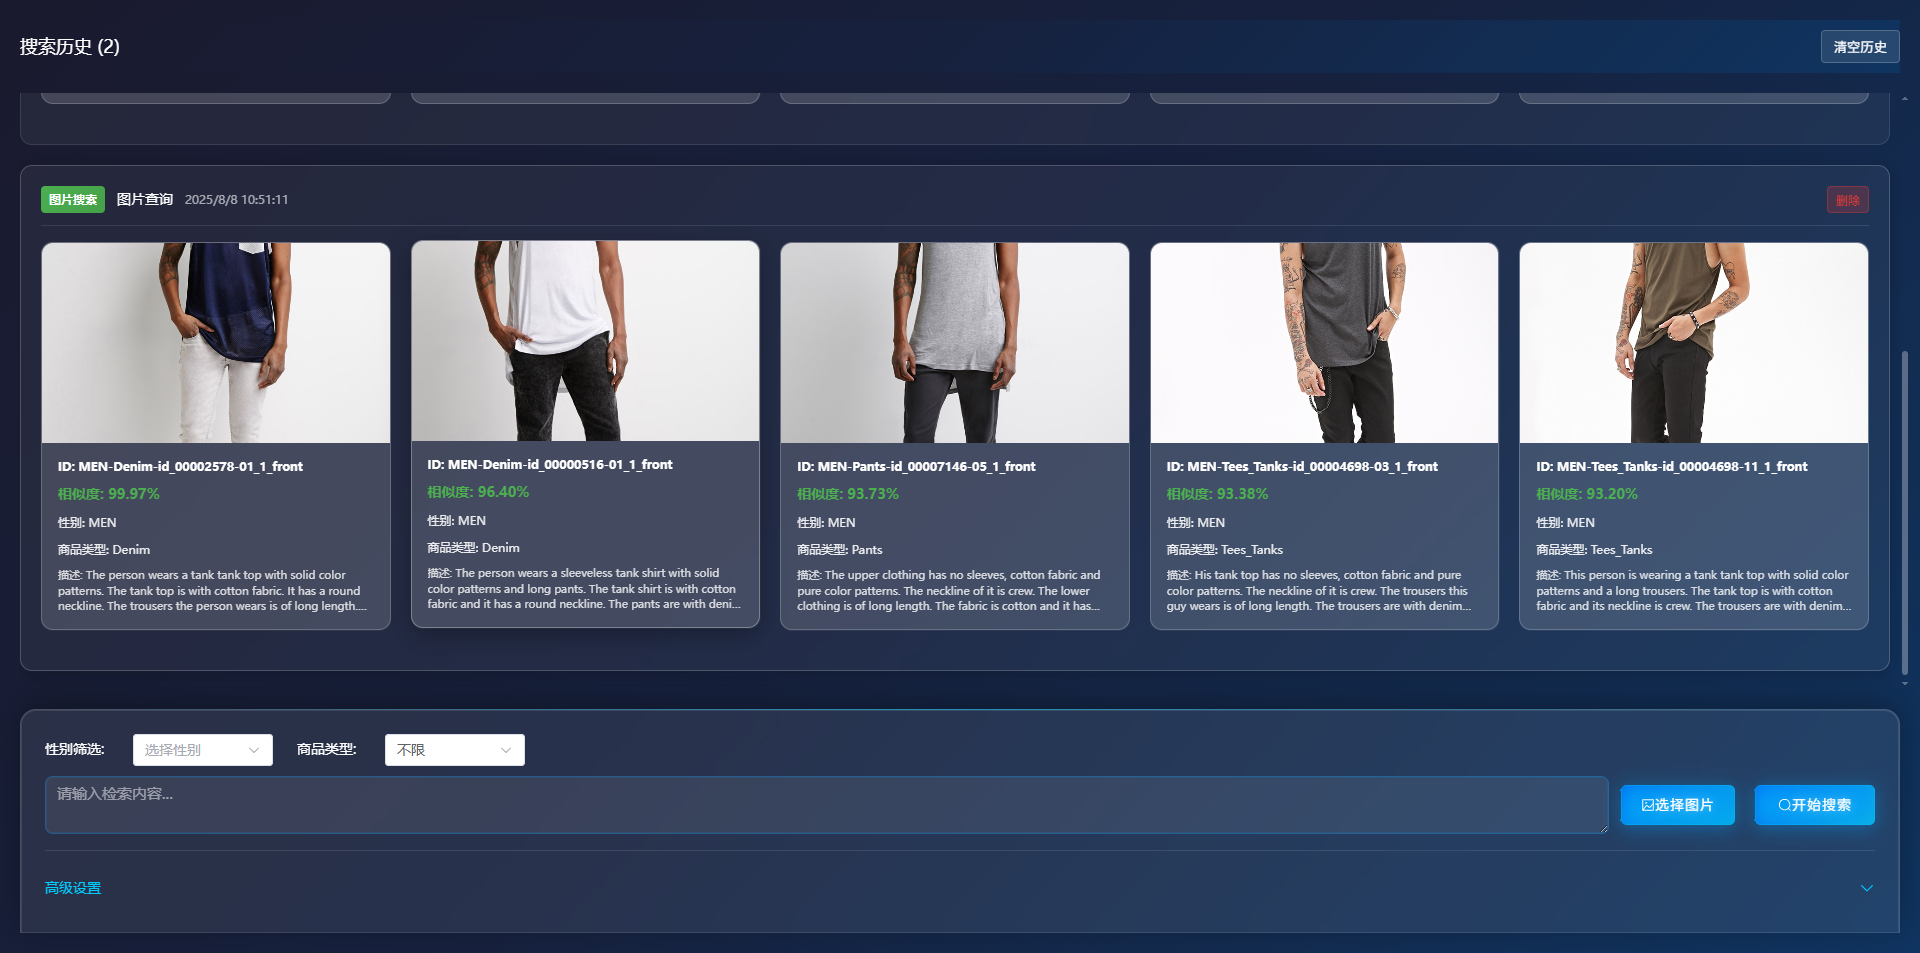 搜索历史 (2)
清空历史
图片搜索 图片查询 2025/8/8 10:51:11
删除
ID: MEN-Denim-id_00002578-01_1_front
相似度: 99.97%
性别: MEN
商品类型: Denim
描述: The person wears a tank tank top with solid color
patterns. The tank top is with cotton fabric. It has a round
neckline. The trousers the person wears is of long length....
ID: MEN-Denim-id_00000516-01_1_front
相似度: 96.40%
性别: MEN
商品类型: Denim
描述: The person wears a sleeveless tank shirt with solid
color patterns and long pants. The tank shirt is with cotton
fabric and it has a round neckline. The pants are with deni...
ID: MEN-Pants-id_00007146-05_1_front
相似度: 93.73%
性别: MEN
商品类型: Pants
描述: The upper clothing has no sleeves, cotton fabric and
pure color patterns. The neckline of it is crew. The lower
clothing is of long length. The fabric is cotton and it has...
ID: MEN-Tees_Tanks-id_00004698-03_1_front
相似度: 93.38%
性别: MEN
商品类型: Tees_Tanks
描述: His tank top has no sleeves, cotton fabric and pure
color patterns. The neckline of it is crew. The trousers this
guy wears is of long length. The trousers are with denim...
ID: MEN-Tees_Tanks-id_00004698-11_1_front
相似度: 93.20%
性别: MEN
商品类型: Tees_Tanks
描述: This person is wearing a tank tank top with solid color
patterns and a long trousers. The tank top is with cotton
fabric and its neckline is crew. The trousers are with denim...
性别筛选: 选择性别 商品类型: 不限
请输入检索内容...
选择图片
开始搜索
高级设置